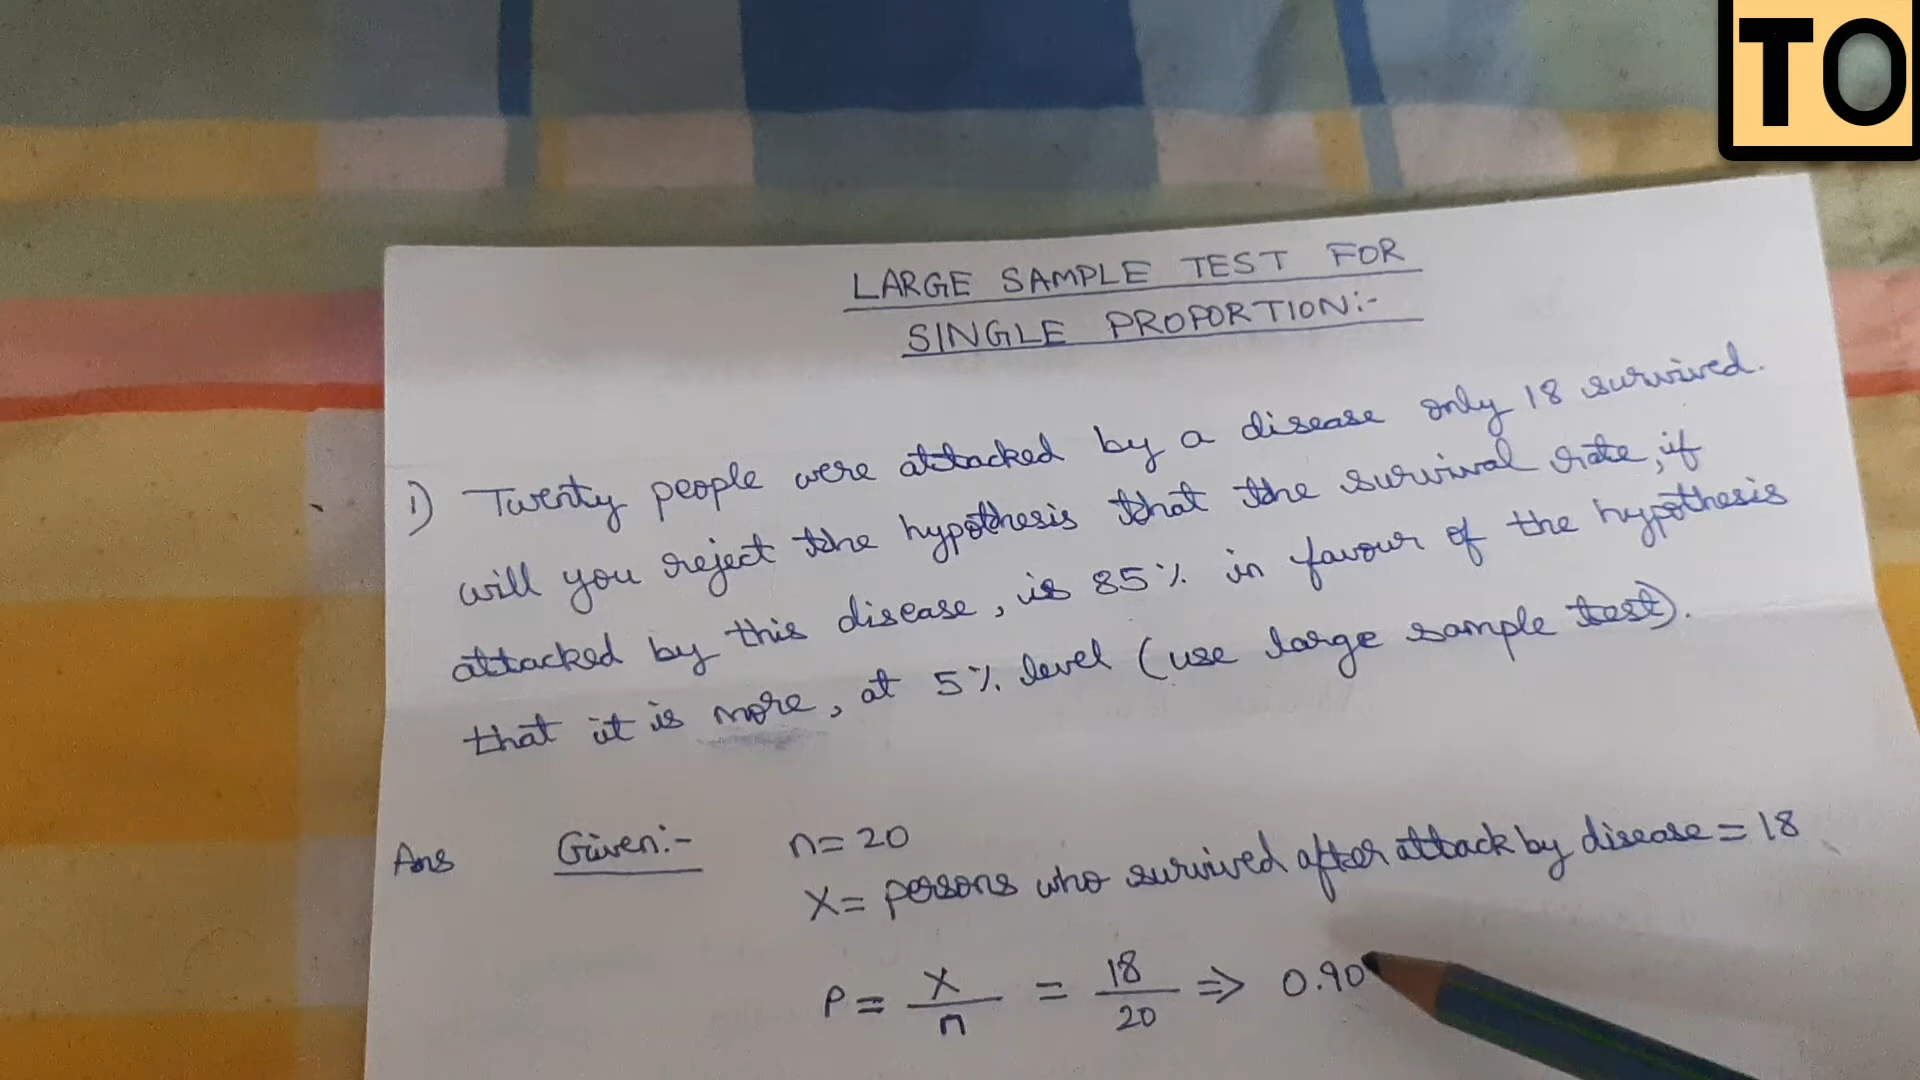 TO
LARGE SAMPLE TEST FOR
SINGLE PROPORTION:-
1) Twenty people were attacked by a disease only 18 survived.
will you reject the hypothesis that the survival rate, if
attacked by this disease, is 85% in favour of the hypothesis
that it is more, at 5% level (use large sample test).
Ans Given:- n=20
X= persons who survived after attack by disease = 18
P = X/n = 18/20 ⇒ 0.90